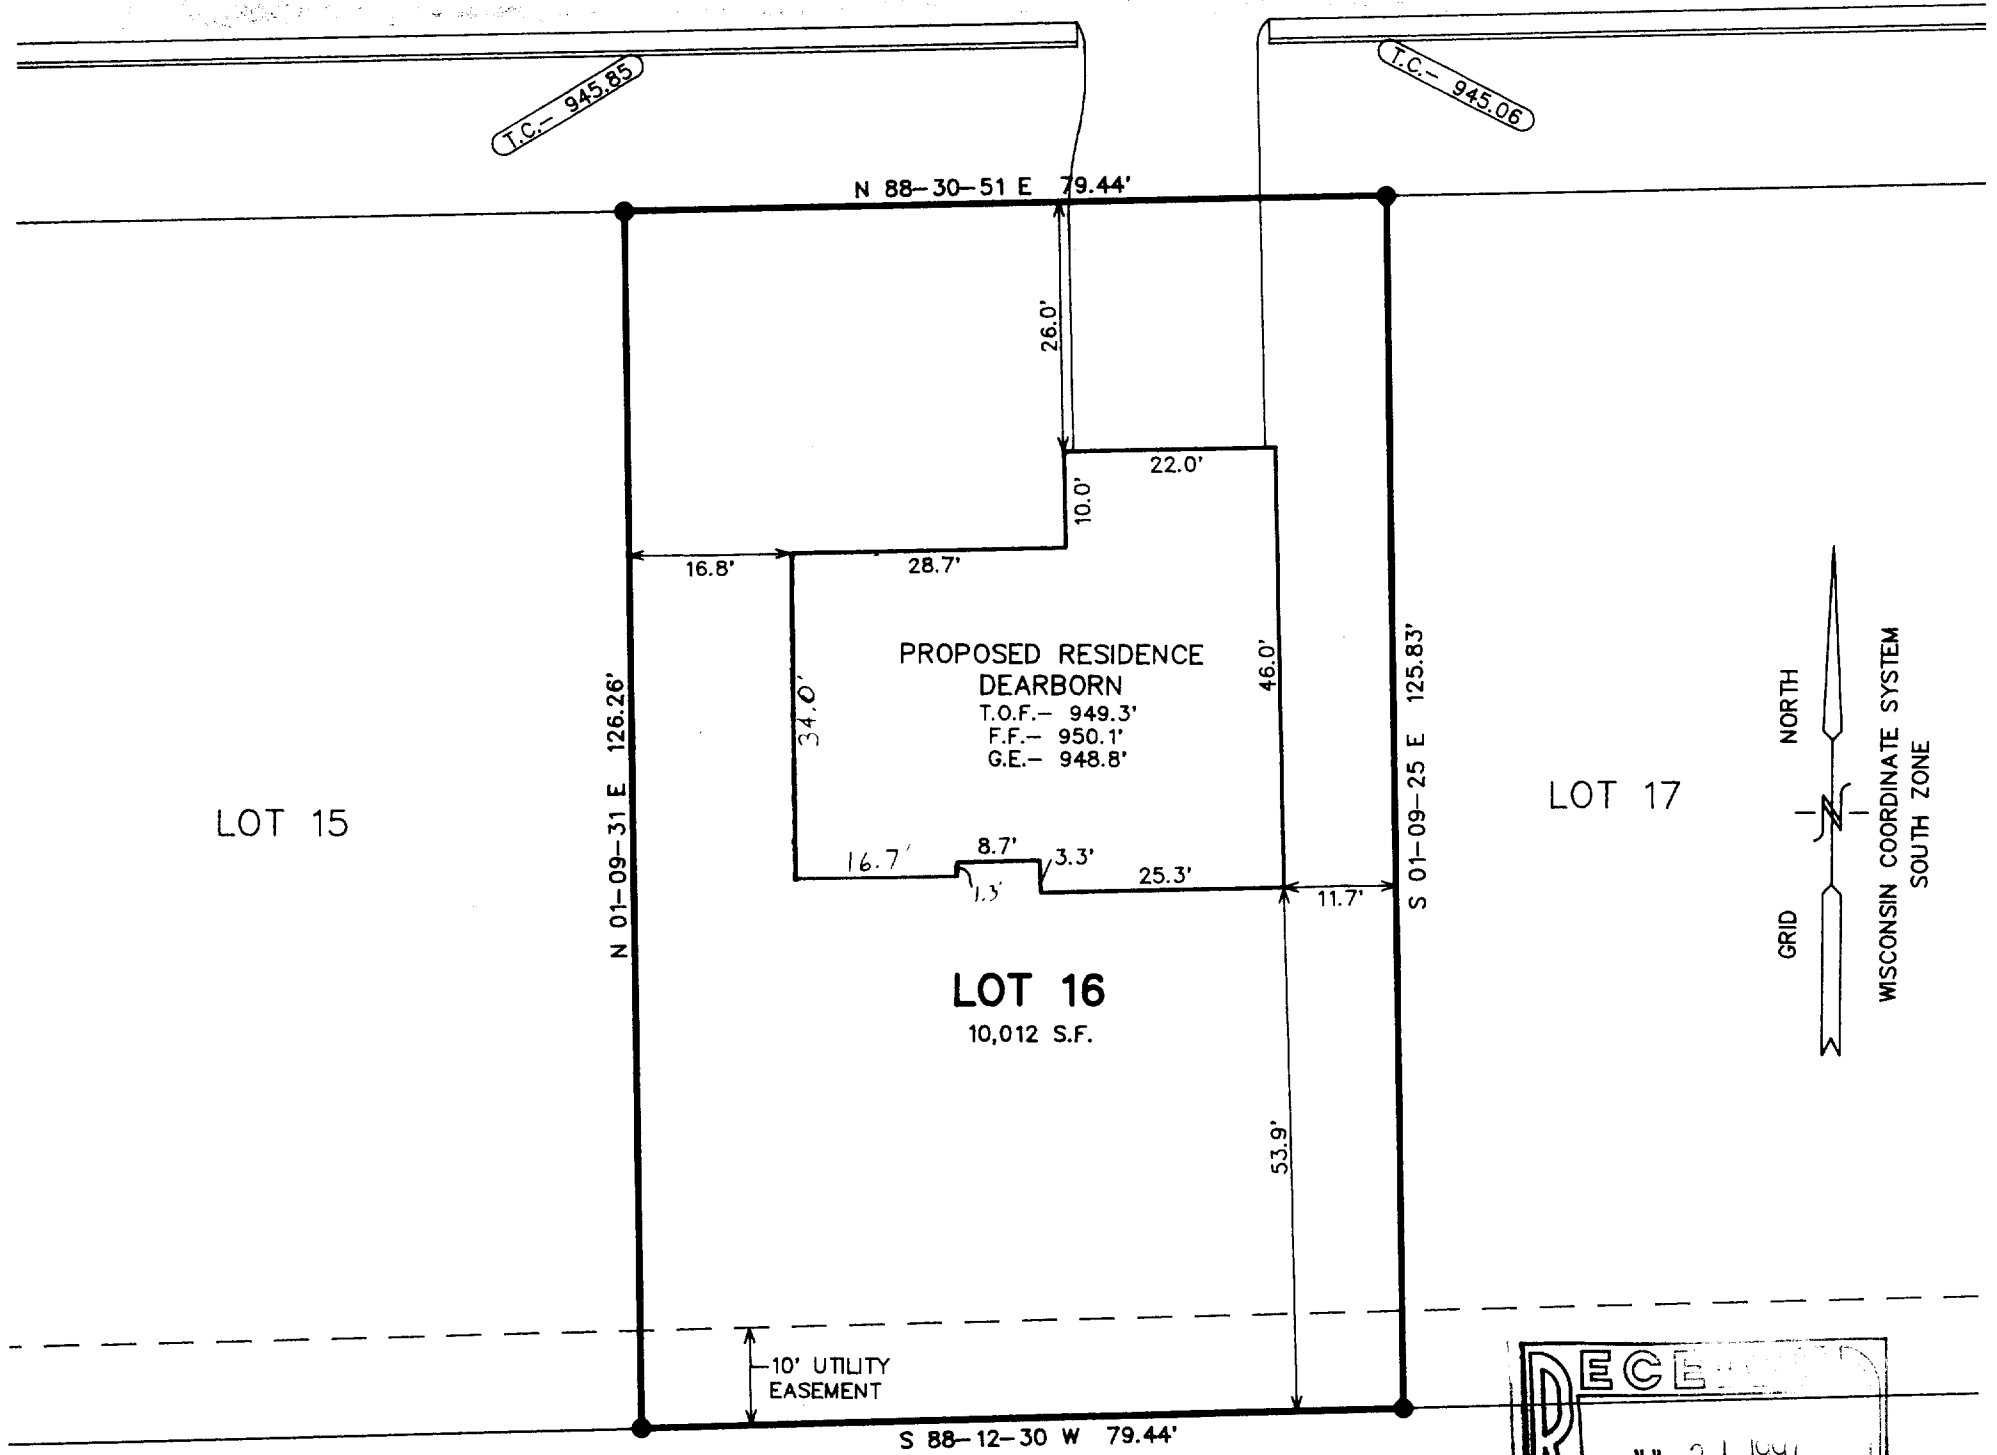 T.C.- 945.85
T.C.- 945.06
N 88-30-51 E 79.44'
26.0'
22.0'
10.0'
16.8'
28.7'
PROPOSED RESIDENCE
DEARBORN
T.O.F.- 949.3'
F.F.- 950.1'
G.E.- 948.8'
34.0'
46.0'
N 01-09-31 E 126.26'
S 01-09-25 E 125.83'
LOT 15
LOT 17
16.7'
8.7'
1.3'
3.3'
25.3'
11.7'
LOT 16
10,012 S.F.
53.9'
GRID NORTH
WISCONSIN COORDINATE SYSTEM
SOUTH ZONE
10' UTILITY
EASEMENT
S 88-12-30 W 79.44'